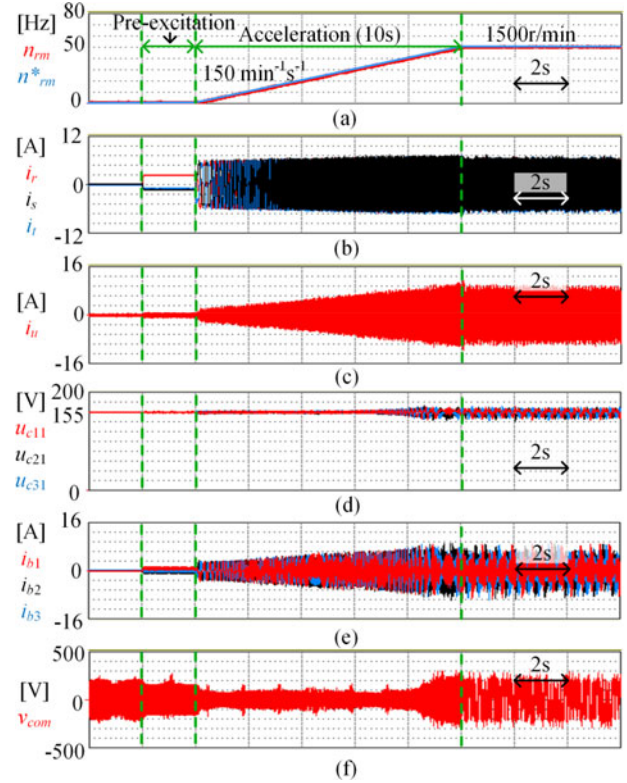 [Hz]
n_rm
n*_rm
80
50
0
Pre-excitation
Acceleration (10s)
1500r/min
150 min⁻¹s⁻¹
2s
(a)
[A]
i_r
i_s
i_t
12
0
-12
2s
(b)
[A]
i_u
16
-16
2s
(c)
[V]
u_c11
u_c21
u_c31
200
155
0
2s
(d)
[A]
i_b1
i_b2
i_b3
16
0
-16
2s
(e)
[V]
v_com
500
0
-500
2s
(f)